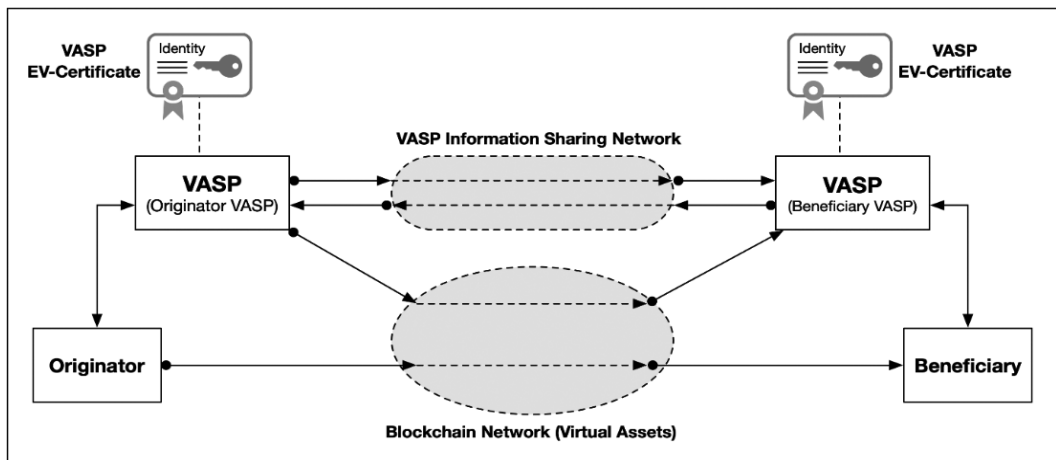 VASP
EV-Certificate
Identity
Identity
VASP
EV-Certificate
VASP Information Sharing Network
VASP
(Originator VASP)
VASP
(Beneficiary VASP)
Originator
Beneficiary
Blockchain Network (Virtual Assets)